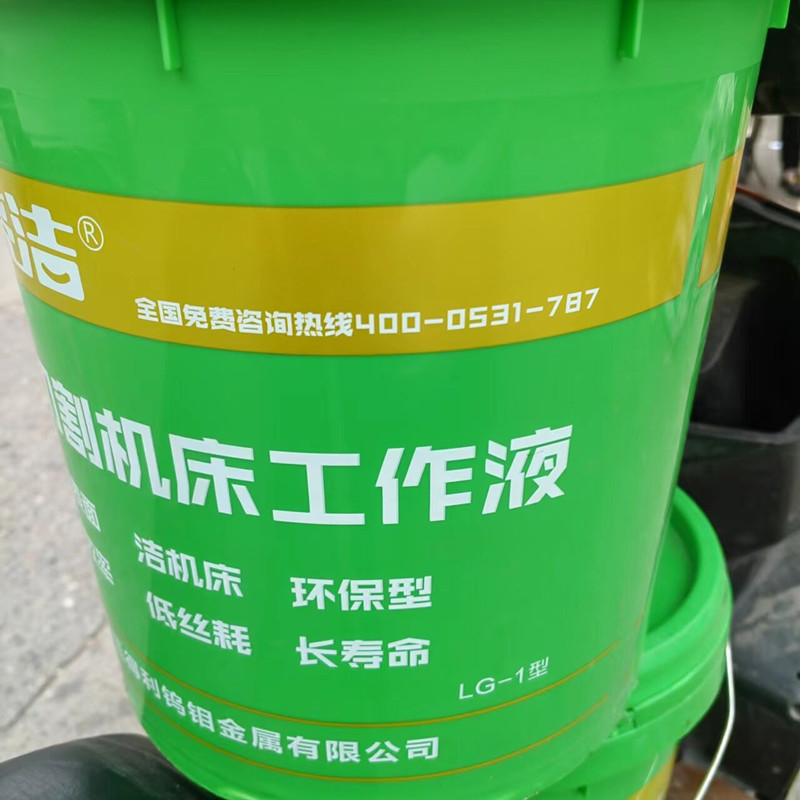 洁®
全国免费咨询热线400-0531-787
割机床工作液
洁机床 环保型
低丝耗 长寿命
LG-1型
利钨钼金属有限公司